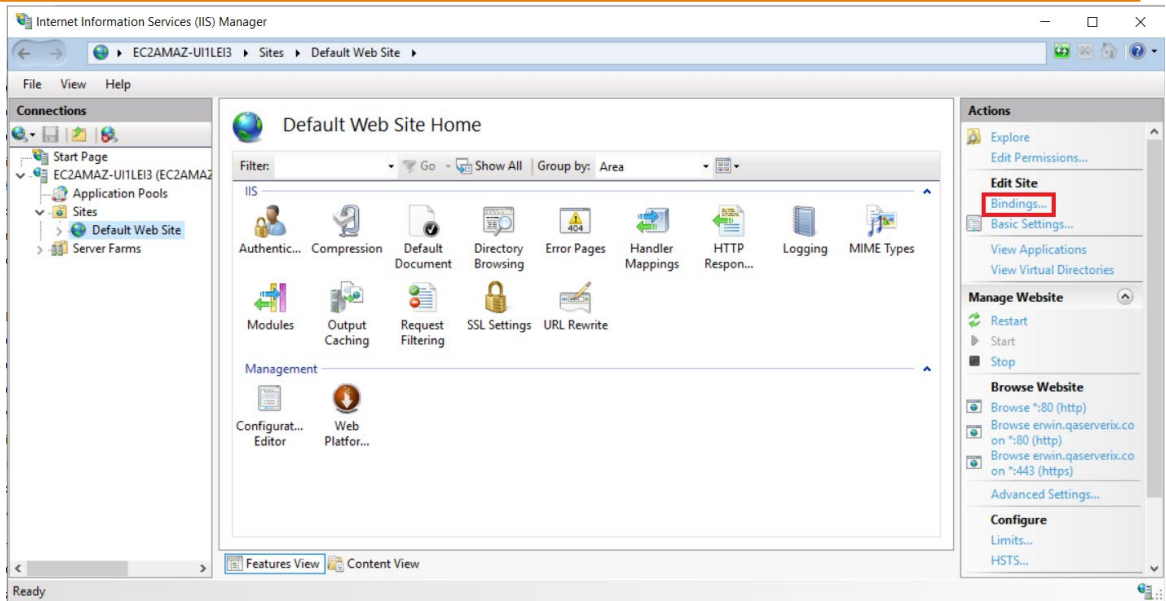 Internet Information Services (IIS) Manager
EC2AMAZ-UI1LEI3 Sites Default Web Site
File View Help
Connections
Start Page
EC2AMAZ-UI1LEI3 (EC2AMAZ
Application Pools
Sites
Default Web Site
Server Farms
Default Web Site Home
Filter: Go Show All Group by: Area
IIS
Authentic... Compression Default Document Directory Browsing Error Pages Handler Mappings HTTP Respon... Logging MIME Types
404
Modules Output Caching Request Filtering SSL Settings URL Rewrite
Management
Configurat... Editor Web Platfor...
Features View Content View
Actions
Explore
Edit Permissions...
Edit Site
Bindings...
Basic Settings...
View Applications
View Virtual Directories
Manage Website
Restart
Start
Stop
Browse Website
Browse *:80 (http)
Browse erwin.qaserverix.co
on *:80 (http)
Browse erwin.qaserverix.co
on *:443 (https)
Advanced Settings...
Configure
Limits...
HSTS...
Ready